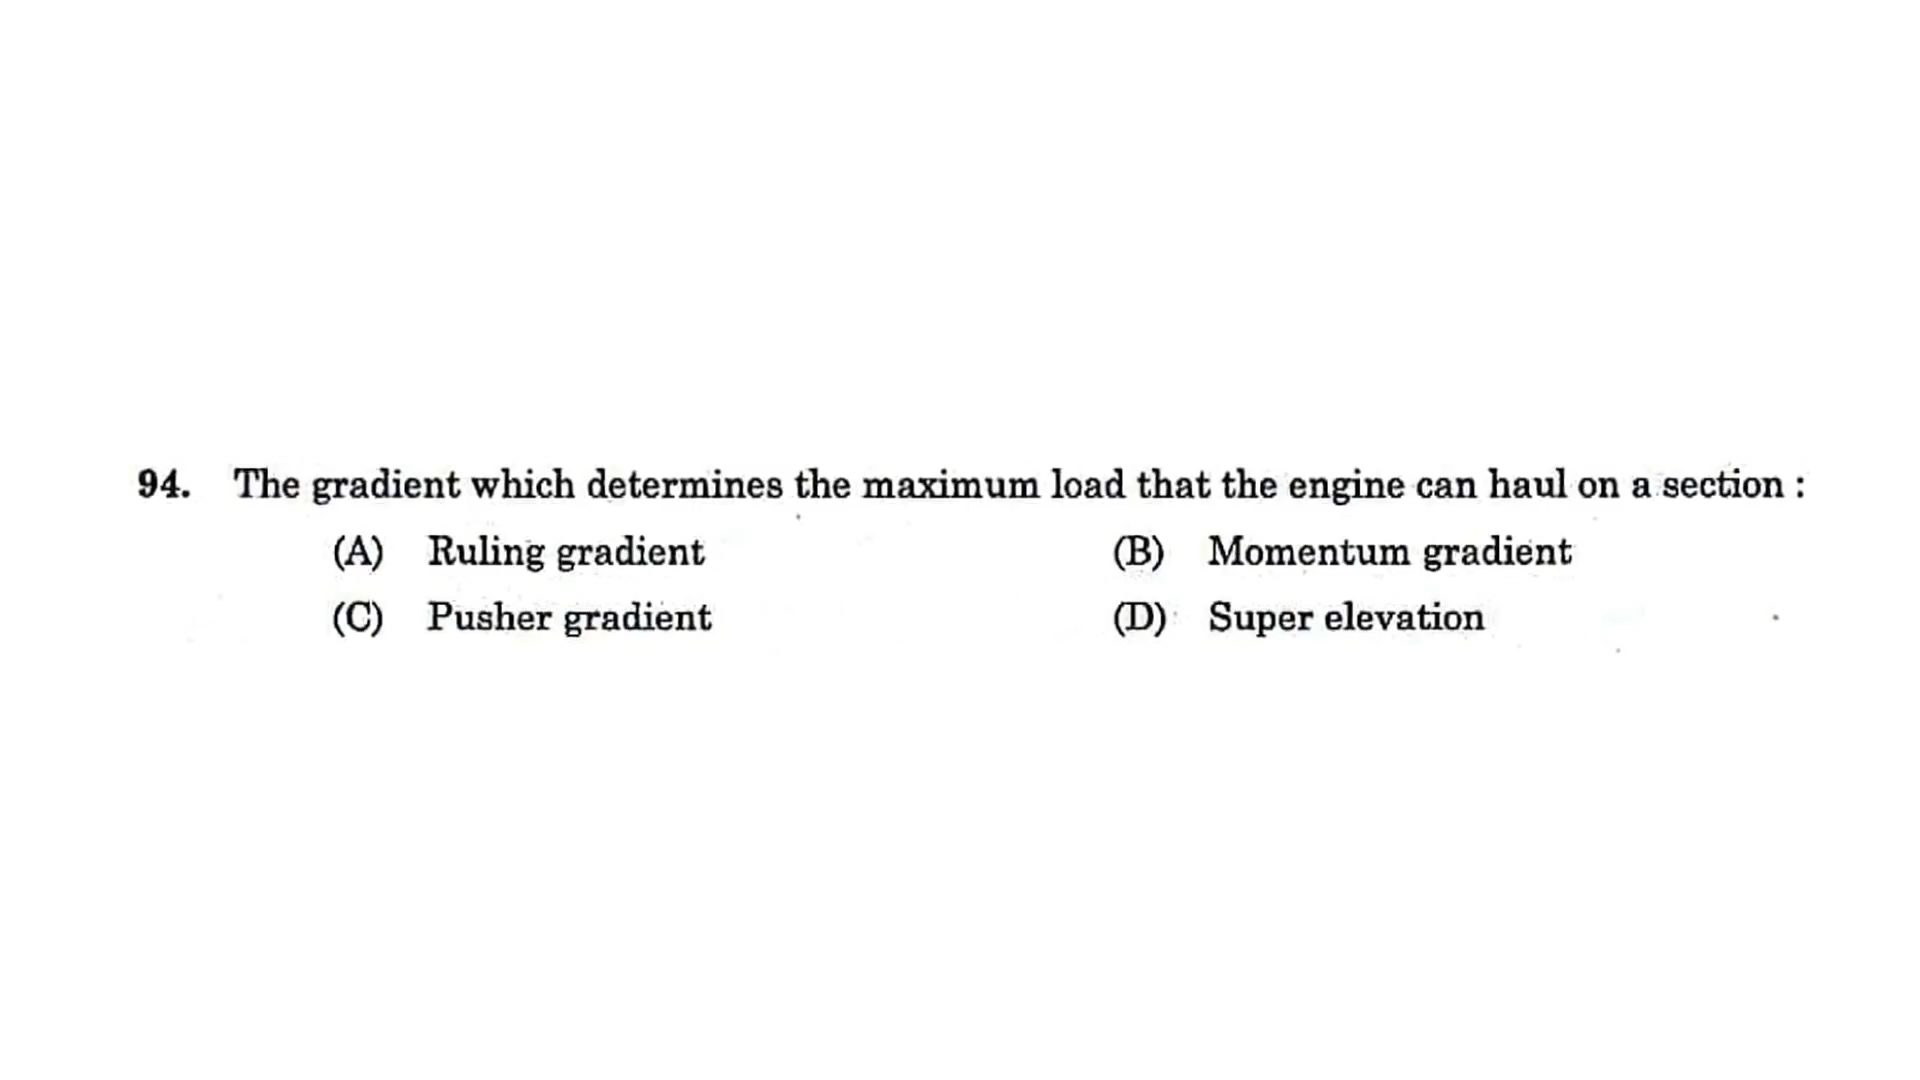 94. The gradient which determines the maximum load that the engine can haul on a section :
(A) Ruling gradient (B) Momentum gradient
(C) Pusher gradient (D) Super elevation